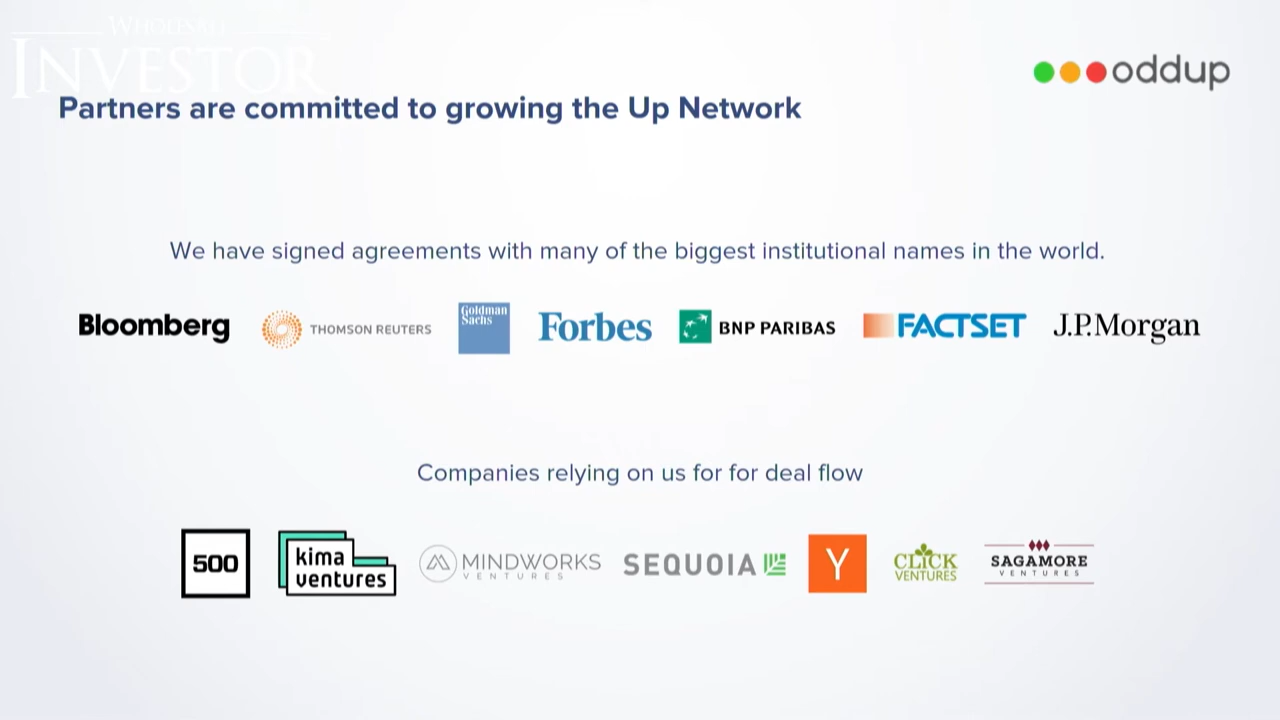 WHOLESALE
INVESTOR
oddup
Partners are committed to growing the Up Network
We have signed agreements with many of the biggest institutional names in the world.
Bloomberg THOMSON REUTERS Goldman Sachs Forbes BNP PARIBAS FACTSET J.P.Morgan
Companies relying on us for for deal flow
500 kima ventures MINDWORKS VENTURES SEQUOIA Y CLICK VENTURES SAGAMORE VENTURES